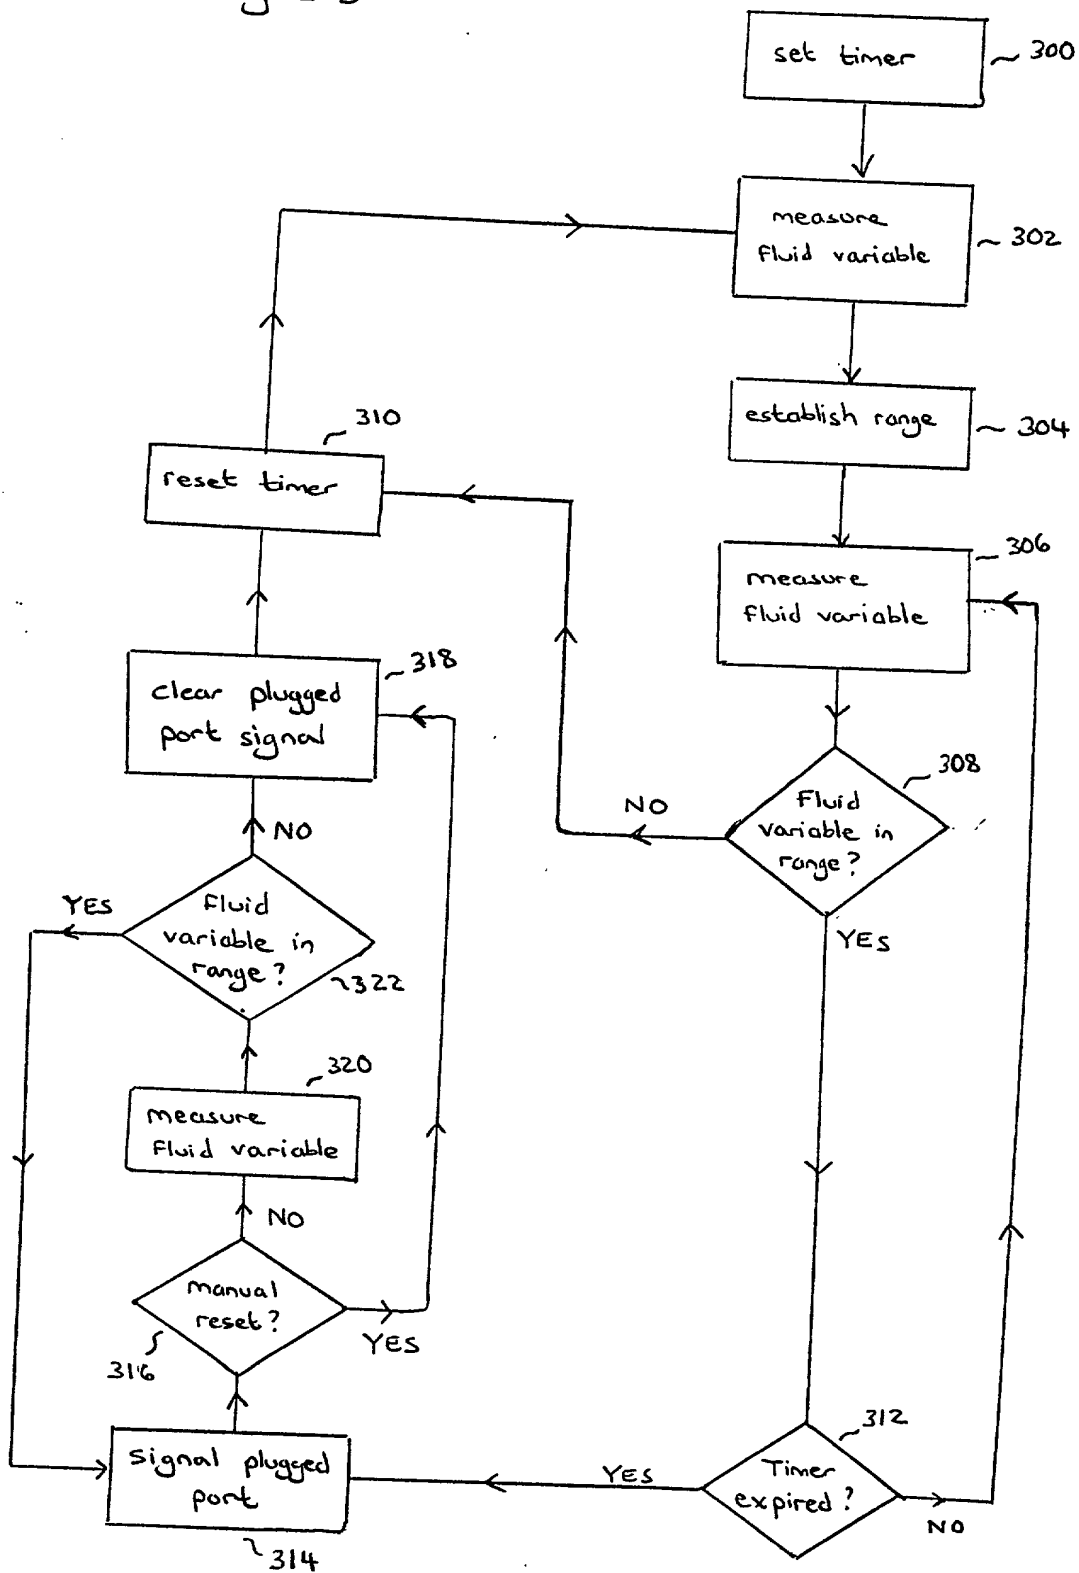 set timer
300
measure
fluid variable
302
establish range
304
310
reset timer
306
measure
fluid variable
318
clear plugged
port signal
308
Fluid
variable in
range?
NO
YES
NO
YES
Fluid
variable in
range?
322
320
measure
fluid variable
NO
manual
reset?
YES
316
312
Timer
expired?
YES
NO
signal plugged
port
314